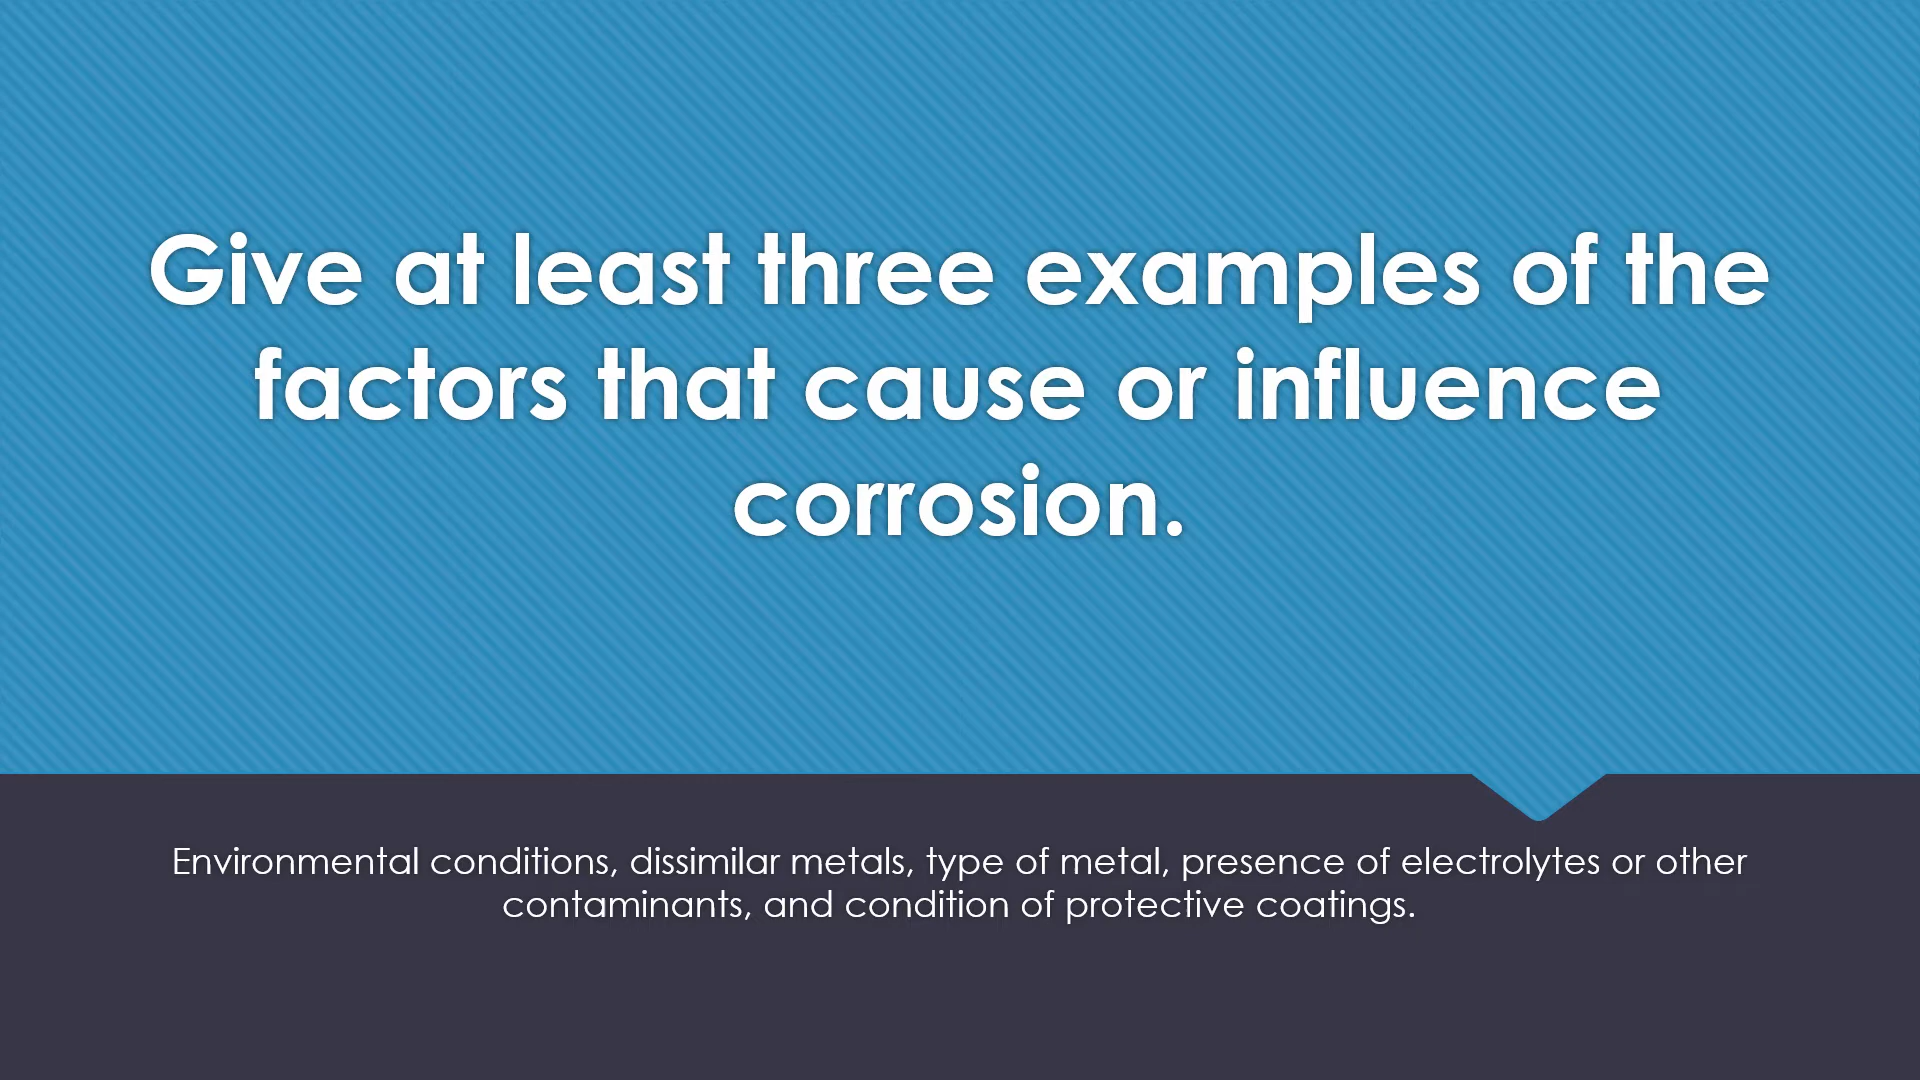 Give at least three examples of the
factors that cause or influence
corrosion.
Environmental conditions, dissimilar metals, type of metal, presence of electrolytes or other
contaminants, and condition of protective coatings.